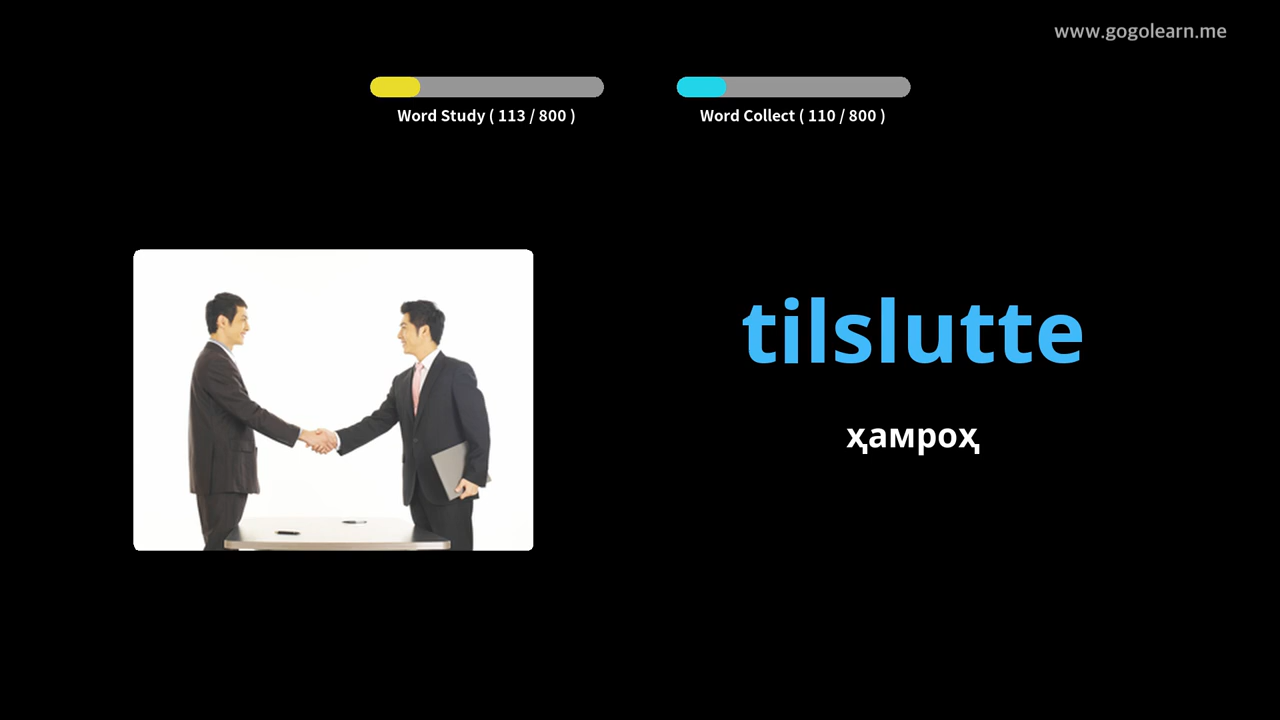 www.gogolearn.me
Word Study ( 113 / 800 )
Word Collect ( 110 / 800 )
tilslutte
ҳамроҳ